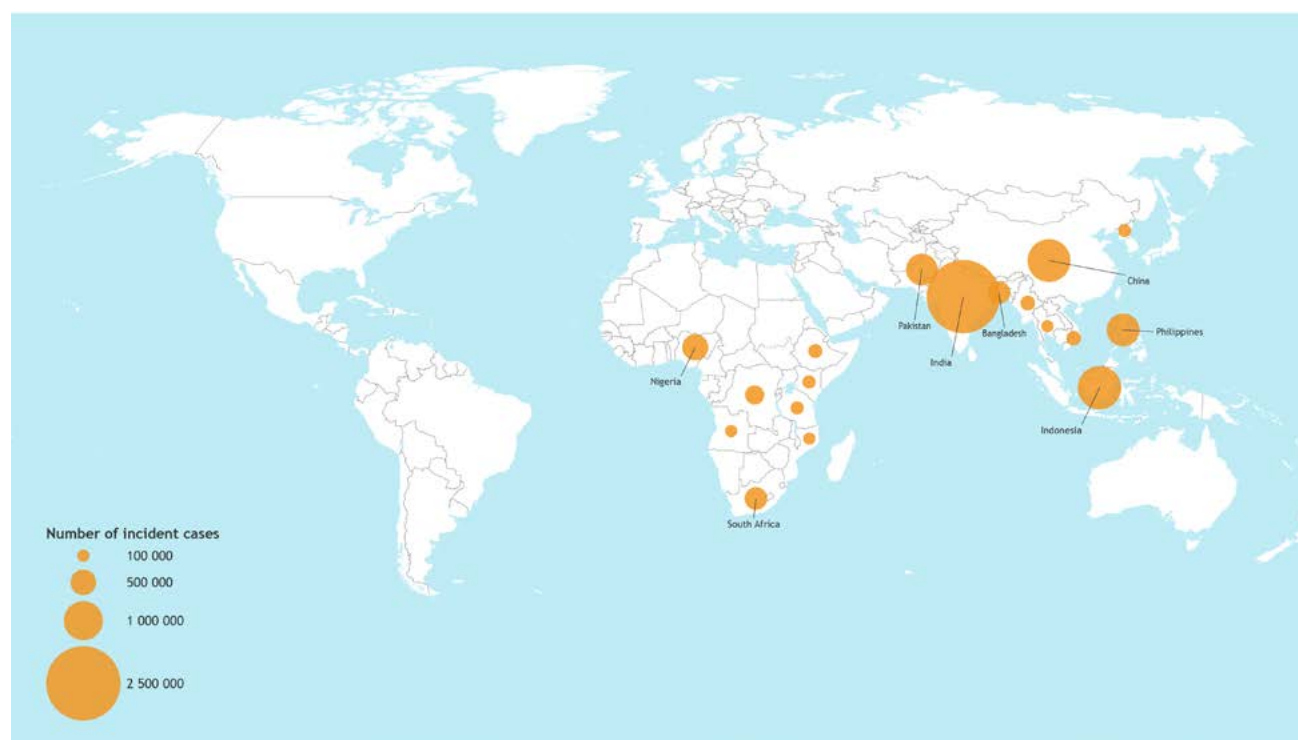 China
Pakistan
Bangladesh
Philippines
India
Nigeria
Indonesia
South Africa
Number of incident cases
100 000
500 000
1 000 000
2 500 000